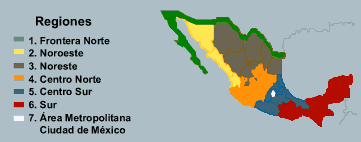 Regiones
1. Frontera Norte
2. Noroeste
3. Noreste
4. Centro Norte
5. Centro Sur
6. Sur
7. Área Metropolitana
Ciudad de México